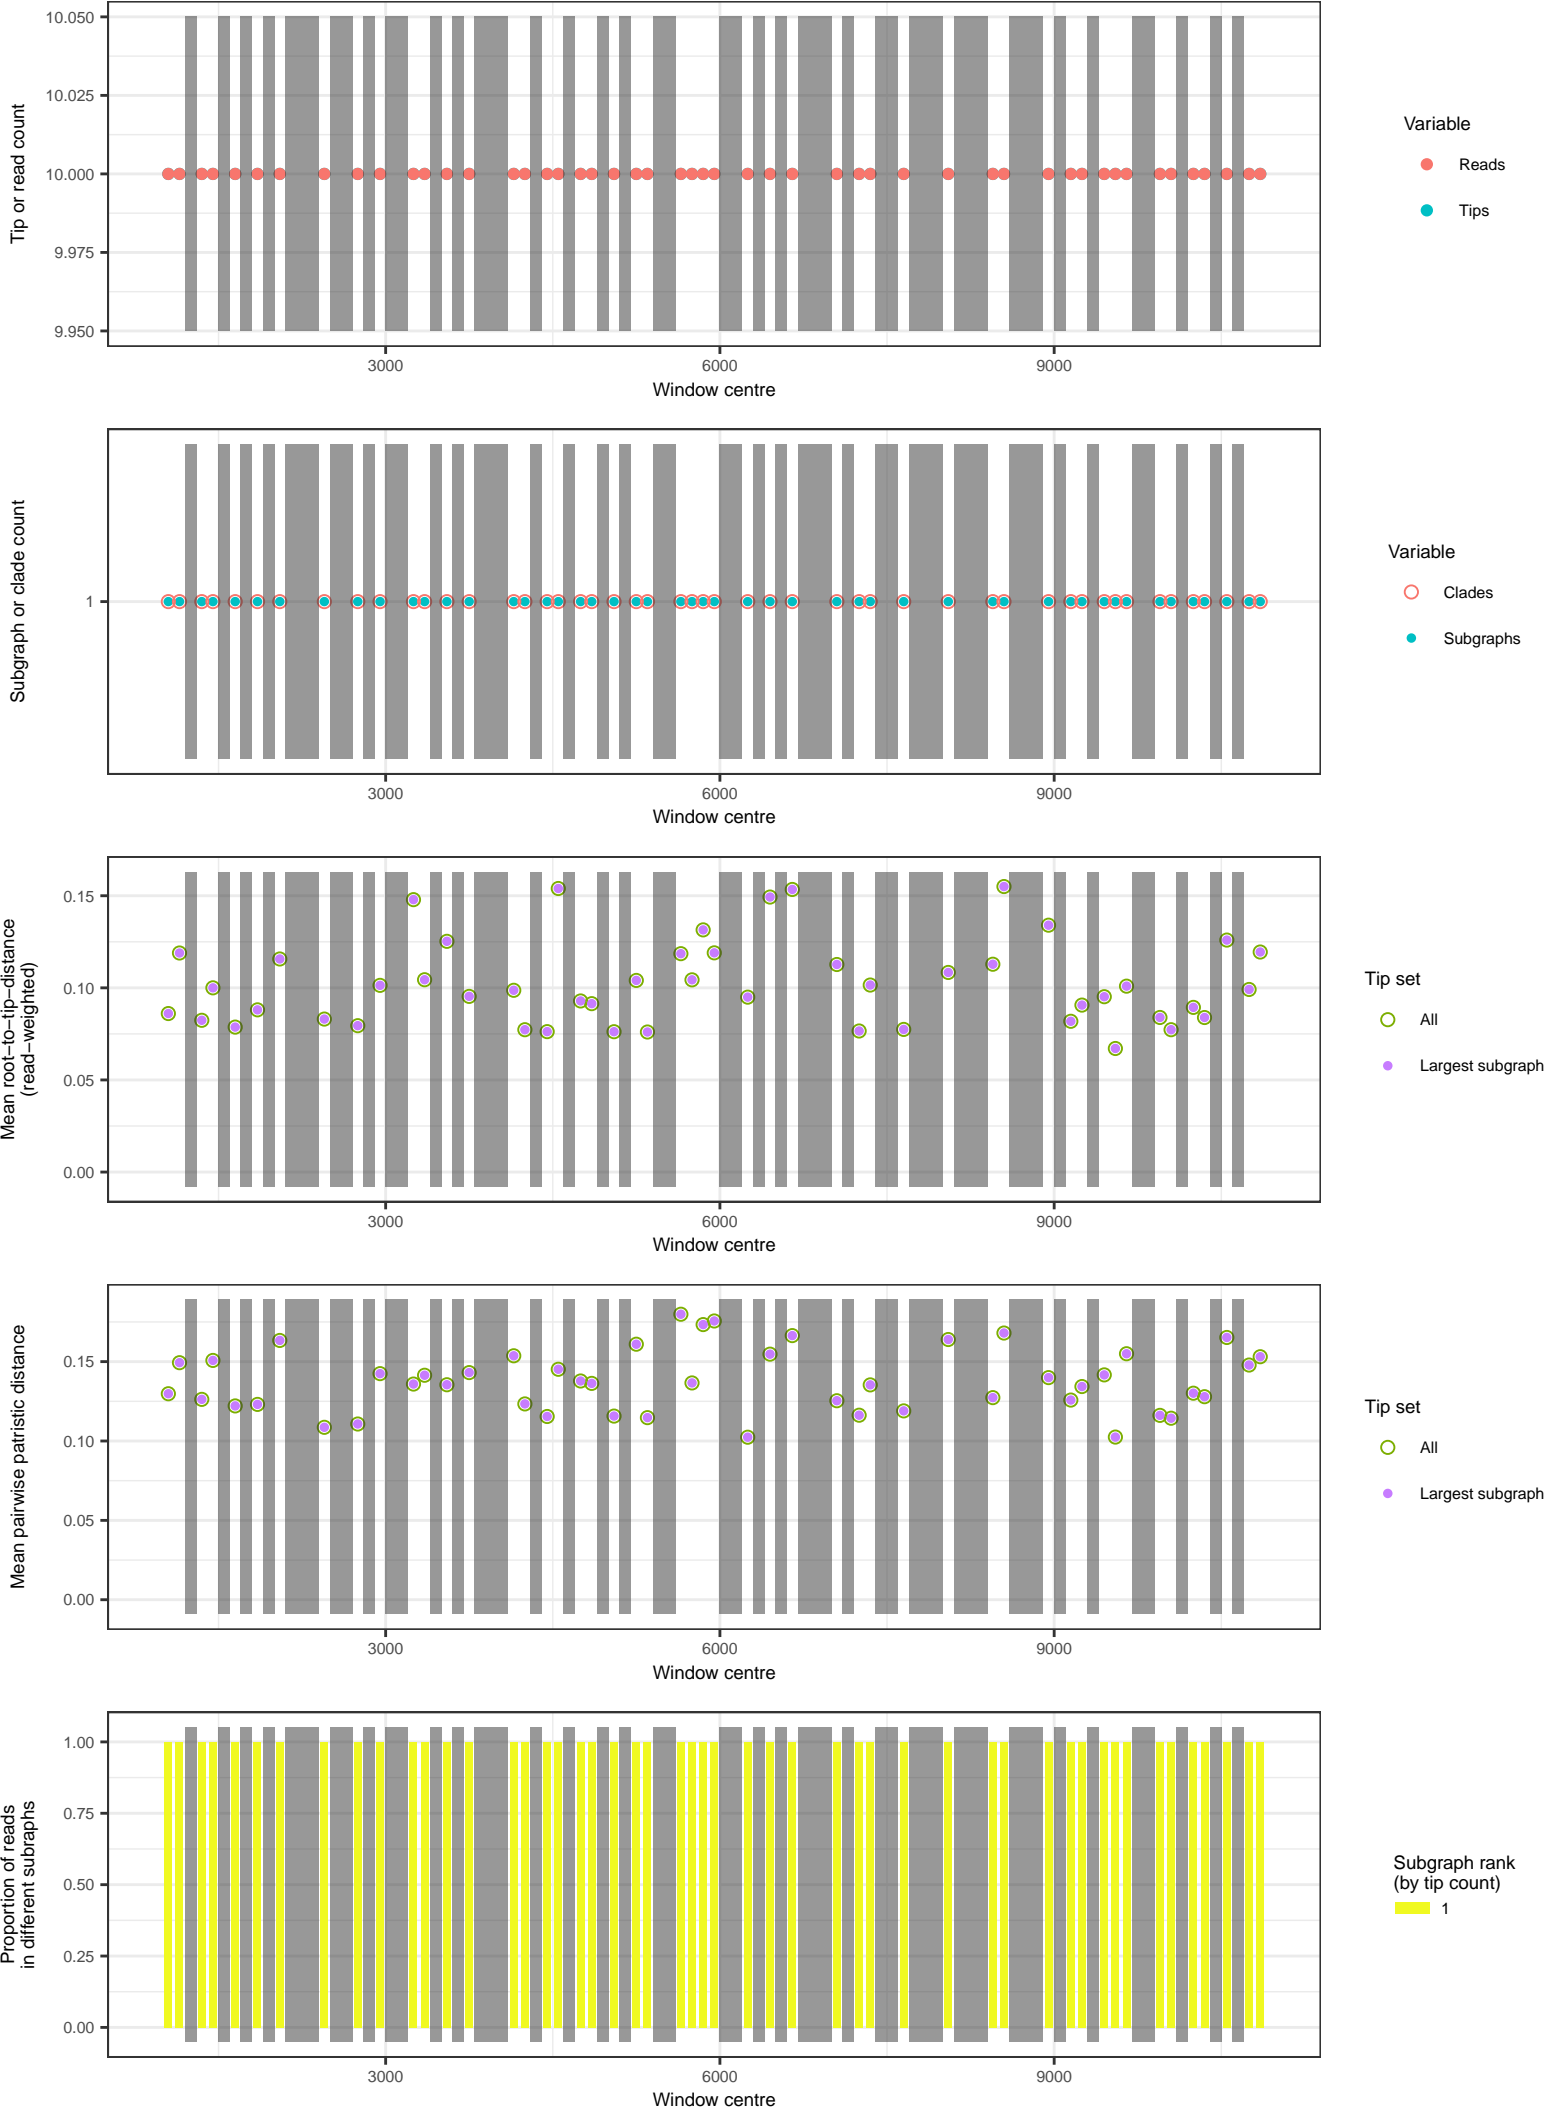 10.050
10.025
10.000
9.975
9.950
Tip or read count
3000
6000
9000
Window centre
Variable
Reads
Tips
1
Subgraph or clade count
3000
6000
9000
Window centre
Variable
Clades
Subgraphs
0.15
0.10
0.05
0.00
Mean root−to−tip−distance
(read−weighted)
3000
6000
9000
Window centre
Tip set
All
Largest subgraph
0.15
0.10
0.05
0.00
Mean pairwise patristic distance
3000
6000
9000
Window centre
Tip set
All
Largest subgraph
1.00
0.75
0.50
0.25
0.00
Proportion of reads
in different subraphs
3000
6000
9000
Window centre
Subgraph rank
(by tip count)
1